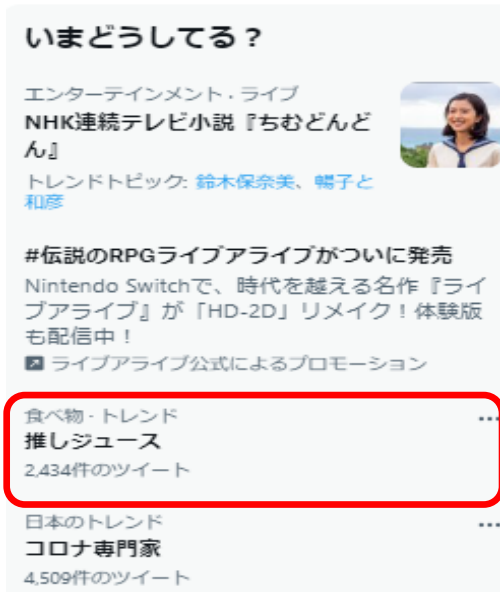 いまどうしてる？
エンターテインメント・ライブ
NHK連続テレビ小説『ちむどんど
ん』
トレンドトピック: 鈴木保奈美、暢子と
和彦
#伝説のRPGライブアライブがついに発売
Nintendo Switchで、時代を越える名作『ライ
ブアライブ』が「HD-2D」リメイク！体験版
も配信中！
ライブアライブ公式によるプロモーション
食べ物・トレンド
推しジュース
2,434件のツイート
日本のトレンド
コロナ専門家
4,509件のツイート